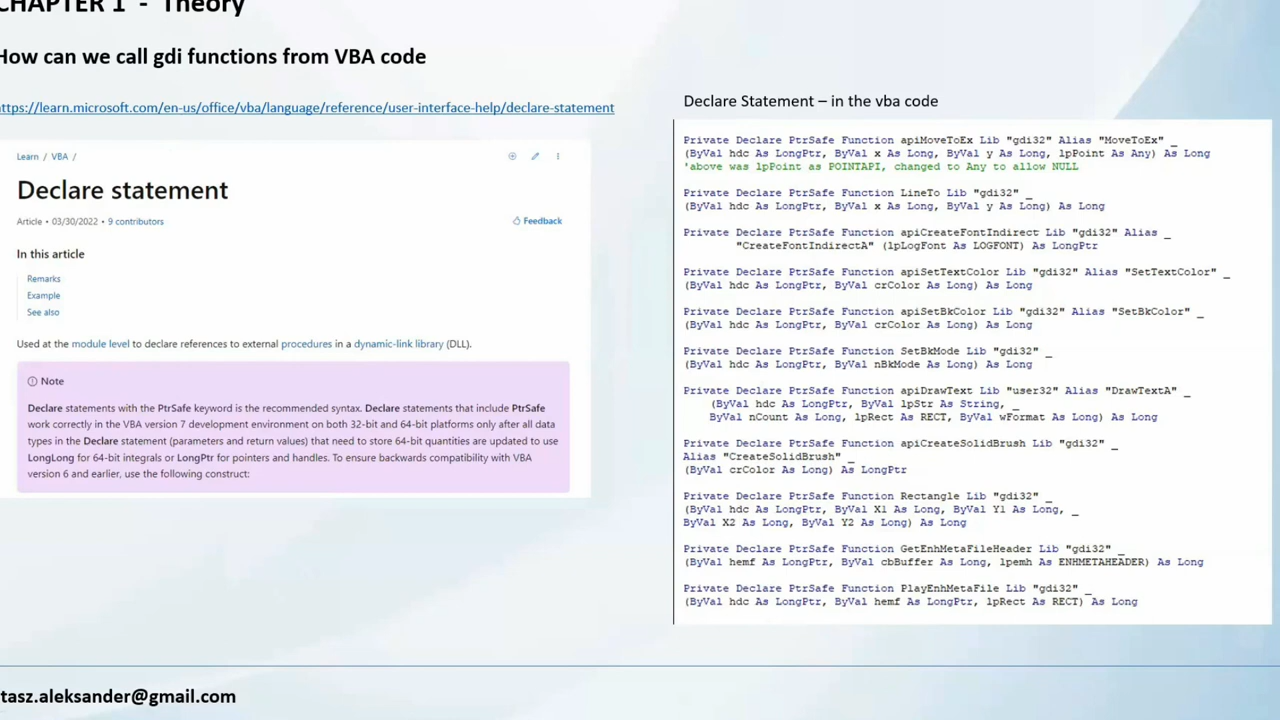 CHAPTER 1 - Theory
How can we call gdi functions from VBA code
https://learn.microsoft.com/en-us/office/vba/language/reference/user-interface-help/declare-statement
Learn / VBA /
Declare statement
Article • 03/30/2022 • 9 contributors
Feedback
In this article
Remarks
Example
See also
Used at the module level to declare references to external procedures in a dynamic-link library (DLL).
Note
Declare statements with the PtrSafe keyword is the recommended syntax. Declare statements that include PtrSafe
work correctly in the VBA version 7 development environment on both 32-bit and 64-bit platforms only after all data
types in the Declare statement (parameters and return values) that need to store 64-bit quantities are updated to use
LongLong for 64-bit integrals or LongPtr for pointers and handles. To ensure backwards compatibility with VBA
version 6 and earlier, use the following construct:
Declare Statement – in the vba code
Private Declare PtrSafe Function apiMoveToEx Lib "gdi32" Alias "MoveToEx" _
(ByVal hdc As LongPtr, ByVal x As Long, ByVal y As Long, lpPoint As Any) As Long
'above was lpPoint as POINTAPI, changed to Any to allow NULL
Private Declare PtrSafe Function LineTo Lib "gdi32" _
(ByVal hdc As LongPtr, ByVal x As Long, ByVal y As Long) As Long
Private Declare PtrSafe Function apiCreateFontIndirect Lib "gdi32" Alias _
"CreateFontIndirectA" (lpLogFont As LOGFONT) As LongPtr
Private Declare PtrSafe Function apiSetTextColor Lib "gdi32" Alias "SetTextColor" _
(ByVal hdc As LongPtr, ByVal crColor As Long) As Long
Private Declare PtrSafe Function apiSetBkColor Lib "gdi32" Alias "SetBkColor" _
(ByVal hdc As LongPtr, ByVal crColor As Long) As Long
Private Declare PtrSafe Function SetBkMode Lib "gdi32" _
(ByVal hdc As LongPtr, ByVal nBkMode As Long) As Long
Private Declare PtrSafe Function apiDrawText Lib "user32" Alias "DrawTextA" _
(ByVal hdc As LongPtr, ByVal lpStr As String, _
ByVal nCount As Long, lpRect As RECT, ByVal wFormat As Long) As Long
Private Declare PtrSafe Function apiCreateSolidBrush Lib "gdi32" _
Alias "CreateSolidBrush" _
(ByVal crColor As Long) As LongPtr
Private Declare PtrSafe Function Rectangle Lib "gdi32" _
(ByVal hdc As LongPtr, ByVal X1 As Long, ByVal Y1 As Long, _
ByVal X2 As Long, ByVal Y2 As Long) As Long
Private Declare PtrSafe Function GetEnhMetaFileHeader Lib "gdi32" _
(ByVal hemf As LongPtr, ByVal cbBuffer As Long, lpemh As ENHMETAHEADER) As Long
Private Declare PtrSafe Function PlayEnhMetaFile Lib "gdi32" _
(ByVal hdc As LongPtr, ByVal hemf As LongPtr, lpRect As RECT) As Long
tasz.aleksander@gmail.com